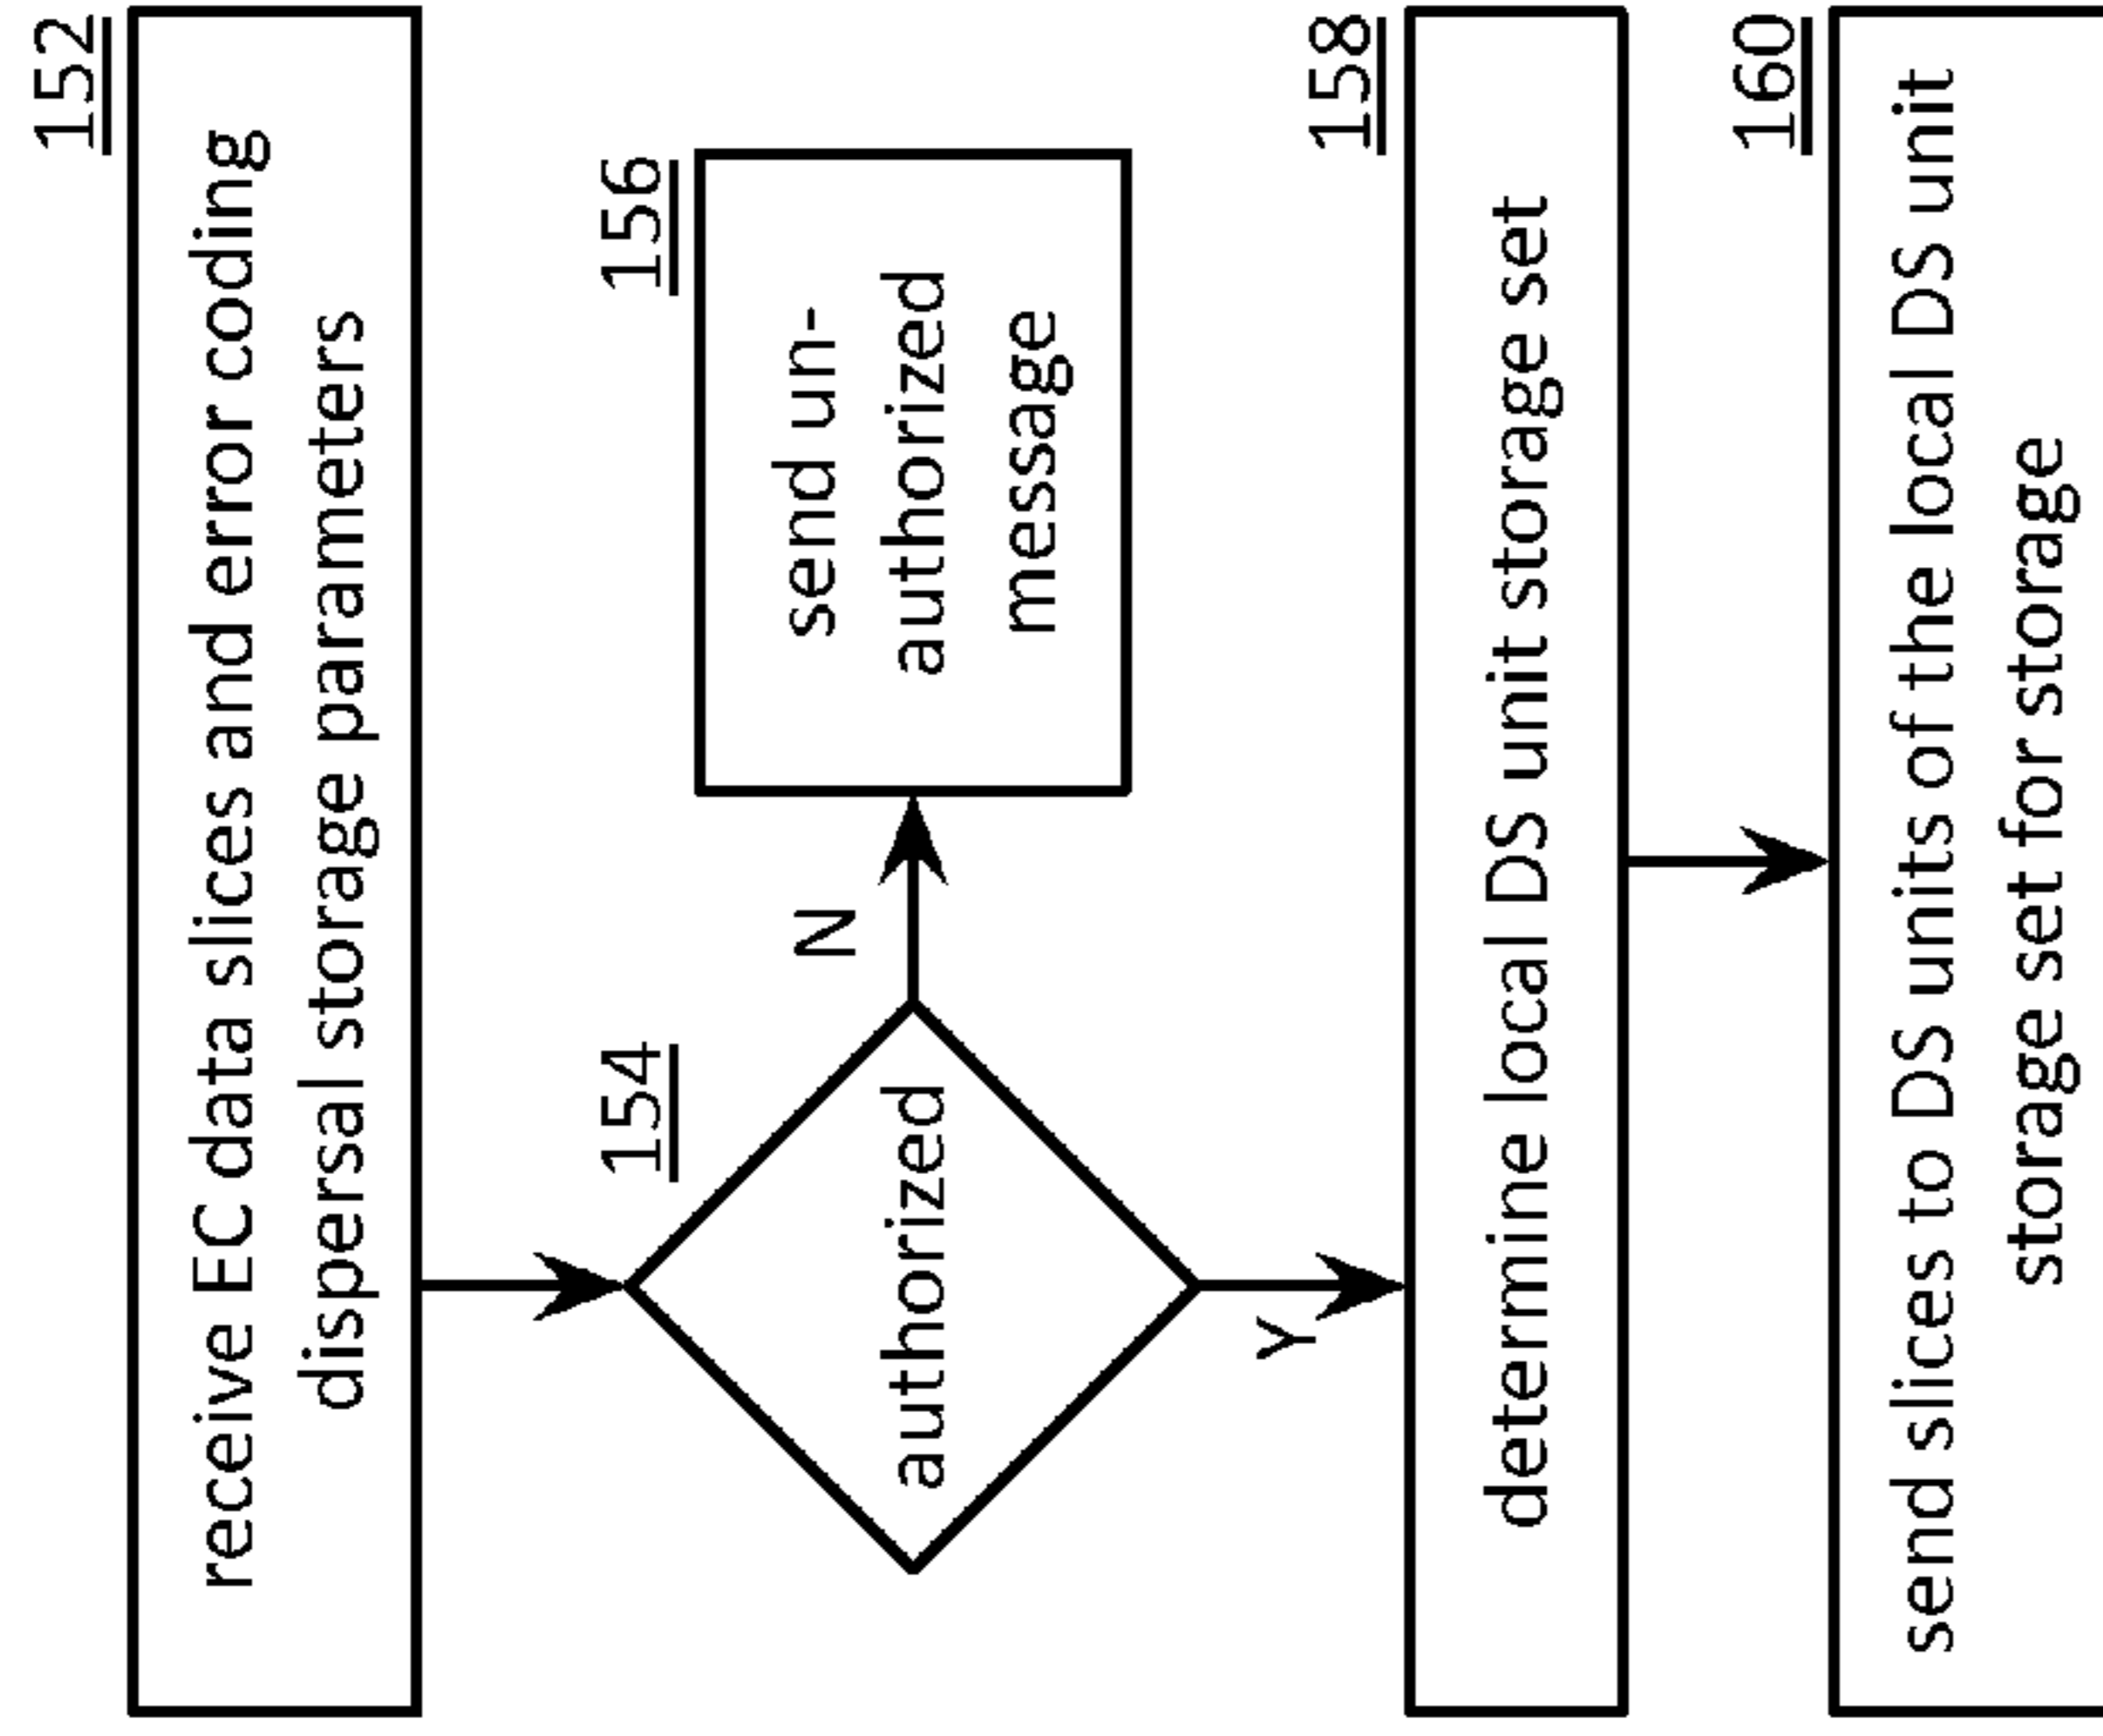 152
receive EC data slices and error coding
dispersal storage parameters
154
authorized
N
156
send un-
authorized
message
Y
158
determine local DS unit storage set
160
send slices to DS units of the local DS unit
storage set for storage